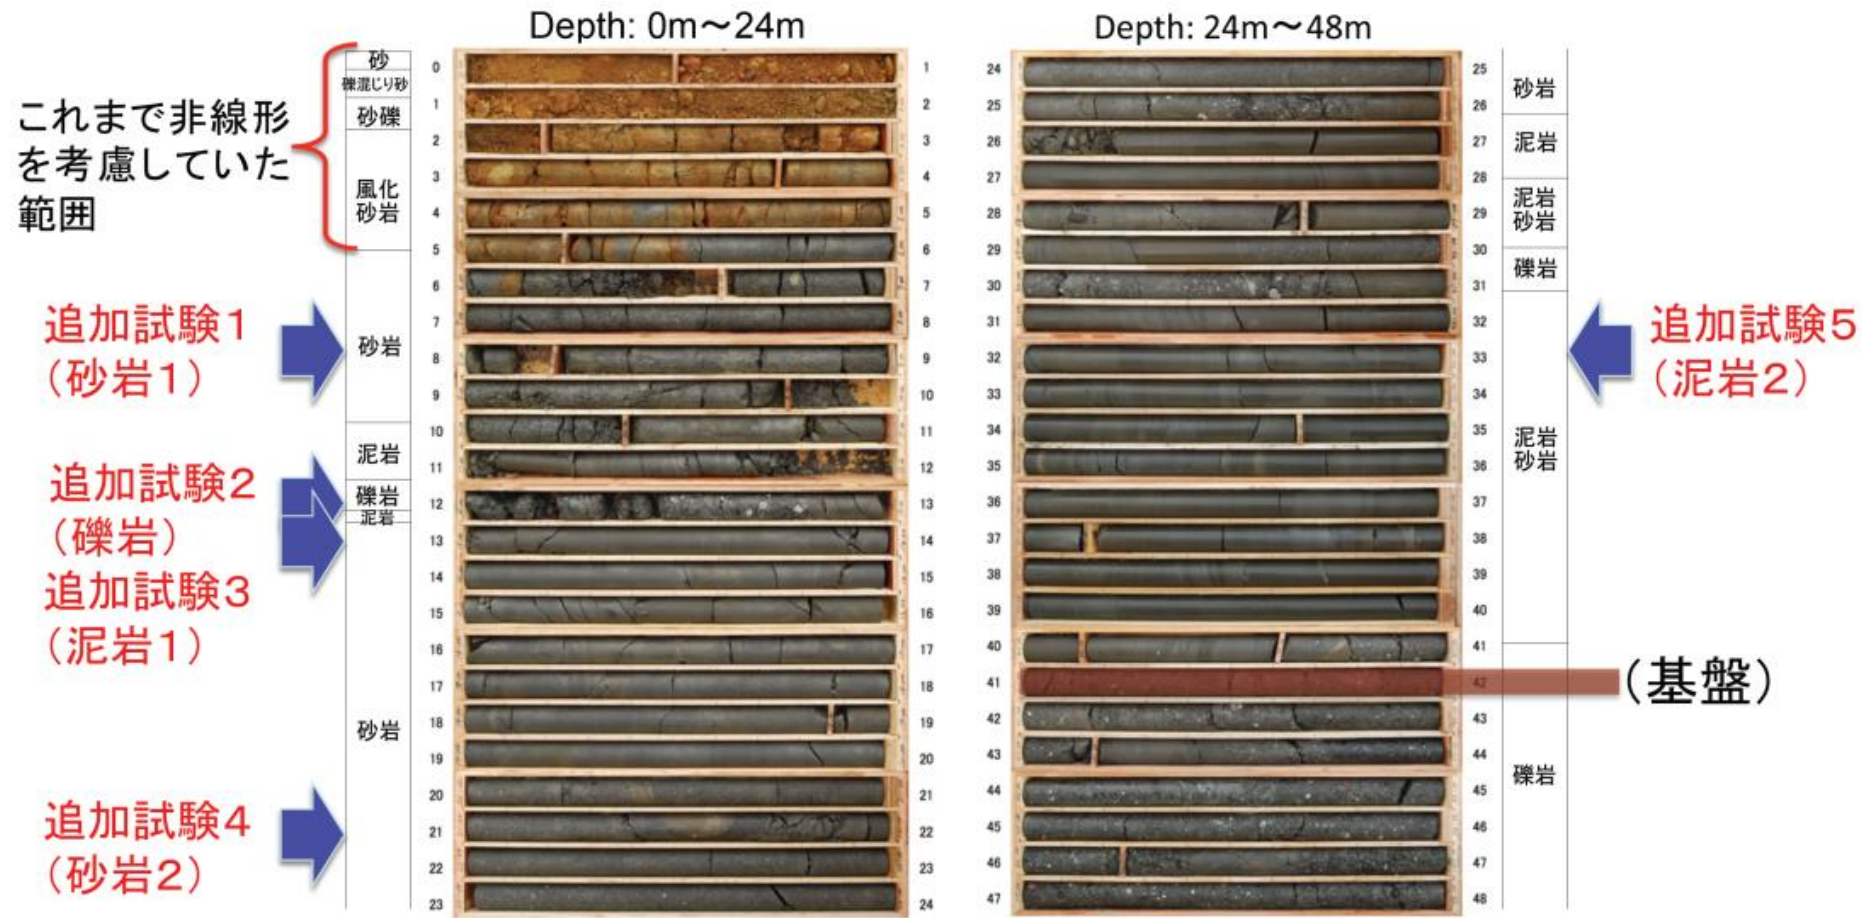 Depth: 0m～24m
Depth: 24m～48m
これまで非線形
を考慮していた
範囲
追加試験1
（砂岩1）
追加試験2
（礫岩）
追加試験3
（泥岩1）
追加試験4
（砂岩2）
砂
礫混じり砂
砂礫
風化
砂岩
砂岩
泥岩
礫岩
泥岩
砂岩
0 1
1 2
2 3
3 4
4 5
5 6
6 7
7 8
8 9
9 10
10 11
11 12
12 13
13 14
14 15
15 16
16 17
17 18
18 19
19 20
20 21
21 22
22 23
23 24
24 25
25 26
26 27
27 28
28 29
29 30
30 31
31 32
32 33
33 34
34 35
35 36
36 37
37 38
38 39
39 40
40 41
41 42
42 43
43 44
44 45
45 46
46 47
47 48
砂岩
泥岩
泥岩
砂岩
礫岩
泥岩
砂岩
礫岩
追加試験5
（泥岩2）
（基盤）